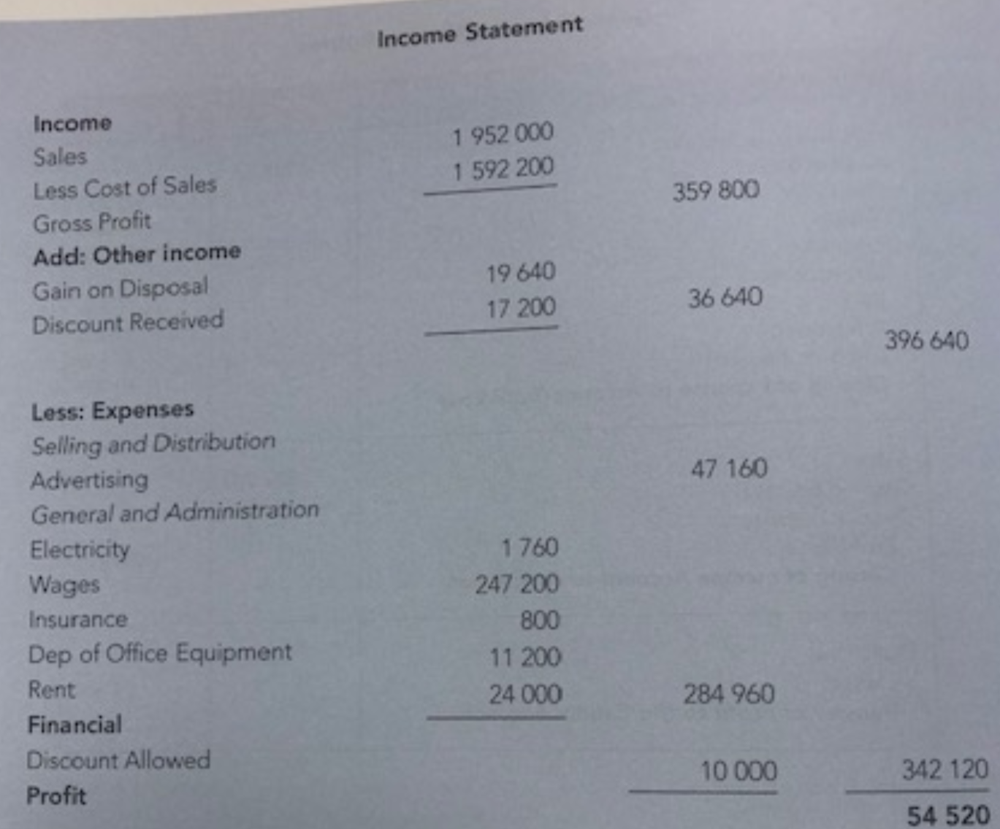 Income Statement
Income
Sales 1 952 000
Less Cost of Sales 1 592 200
Gross Profit 359 800
Add: Other income
Gain on Disposal 19 640
Discount Received 17 200 36 640
396 640
Less: Expenses
Selling and Distribution
Advertising 47 160
General and Administration
Electricity 1 760
Wages 247 200
Insurance 800
Dep of Office Equipment 11 200
Rent 24 000 284 960
Financial
Discount Allowed 10 000 342 120
Profit 54 520